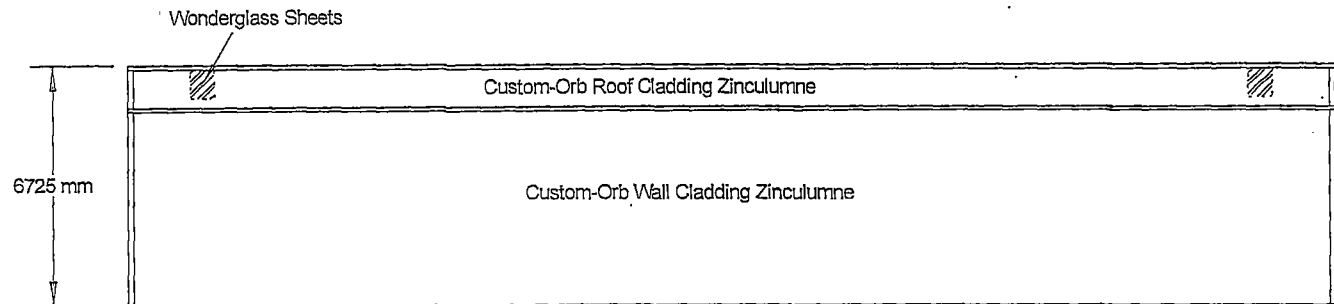 Wonderglass Sheets
Custom-Orb Roof Cladding Zinculumne
6725 mm
Custom-Orb Wall Cladding Zinculumne